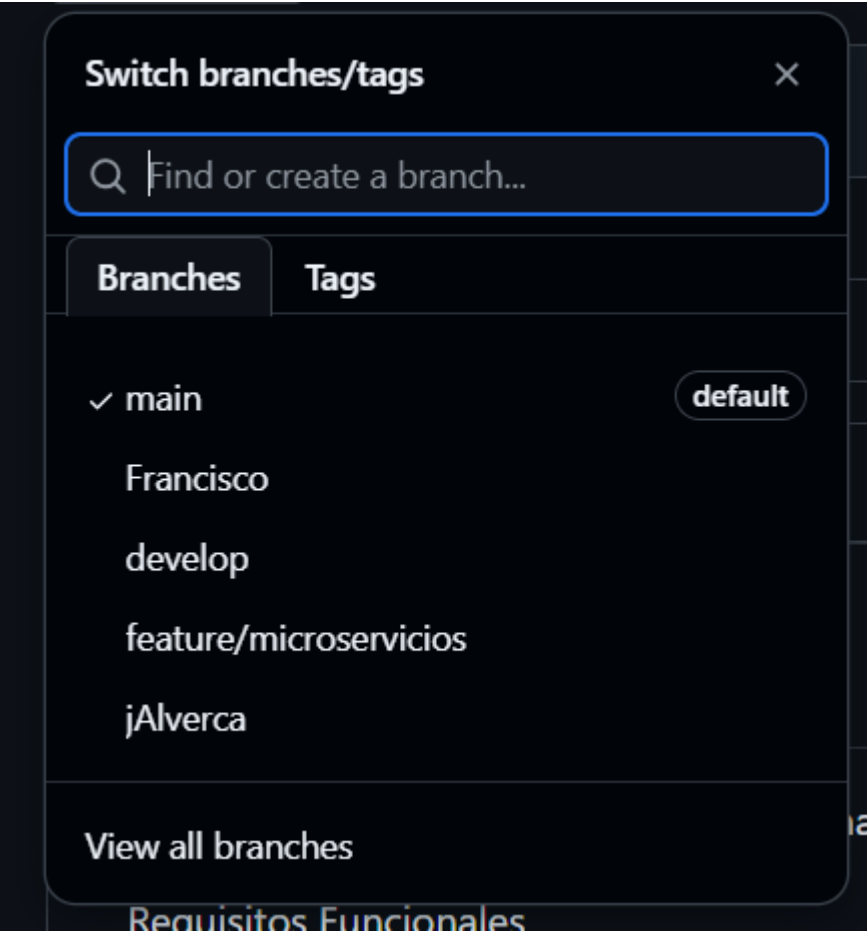 Switch branches/tags
Find or create a branch...
Branches Tags
main default
Francisco
develop
feature/microservicios
jAlverca
View all branches
Requisitos Funcionales